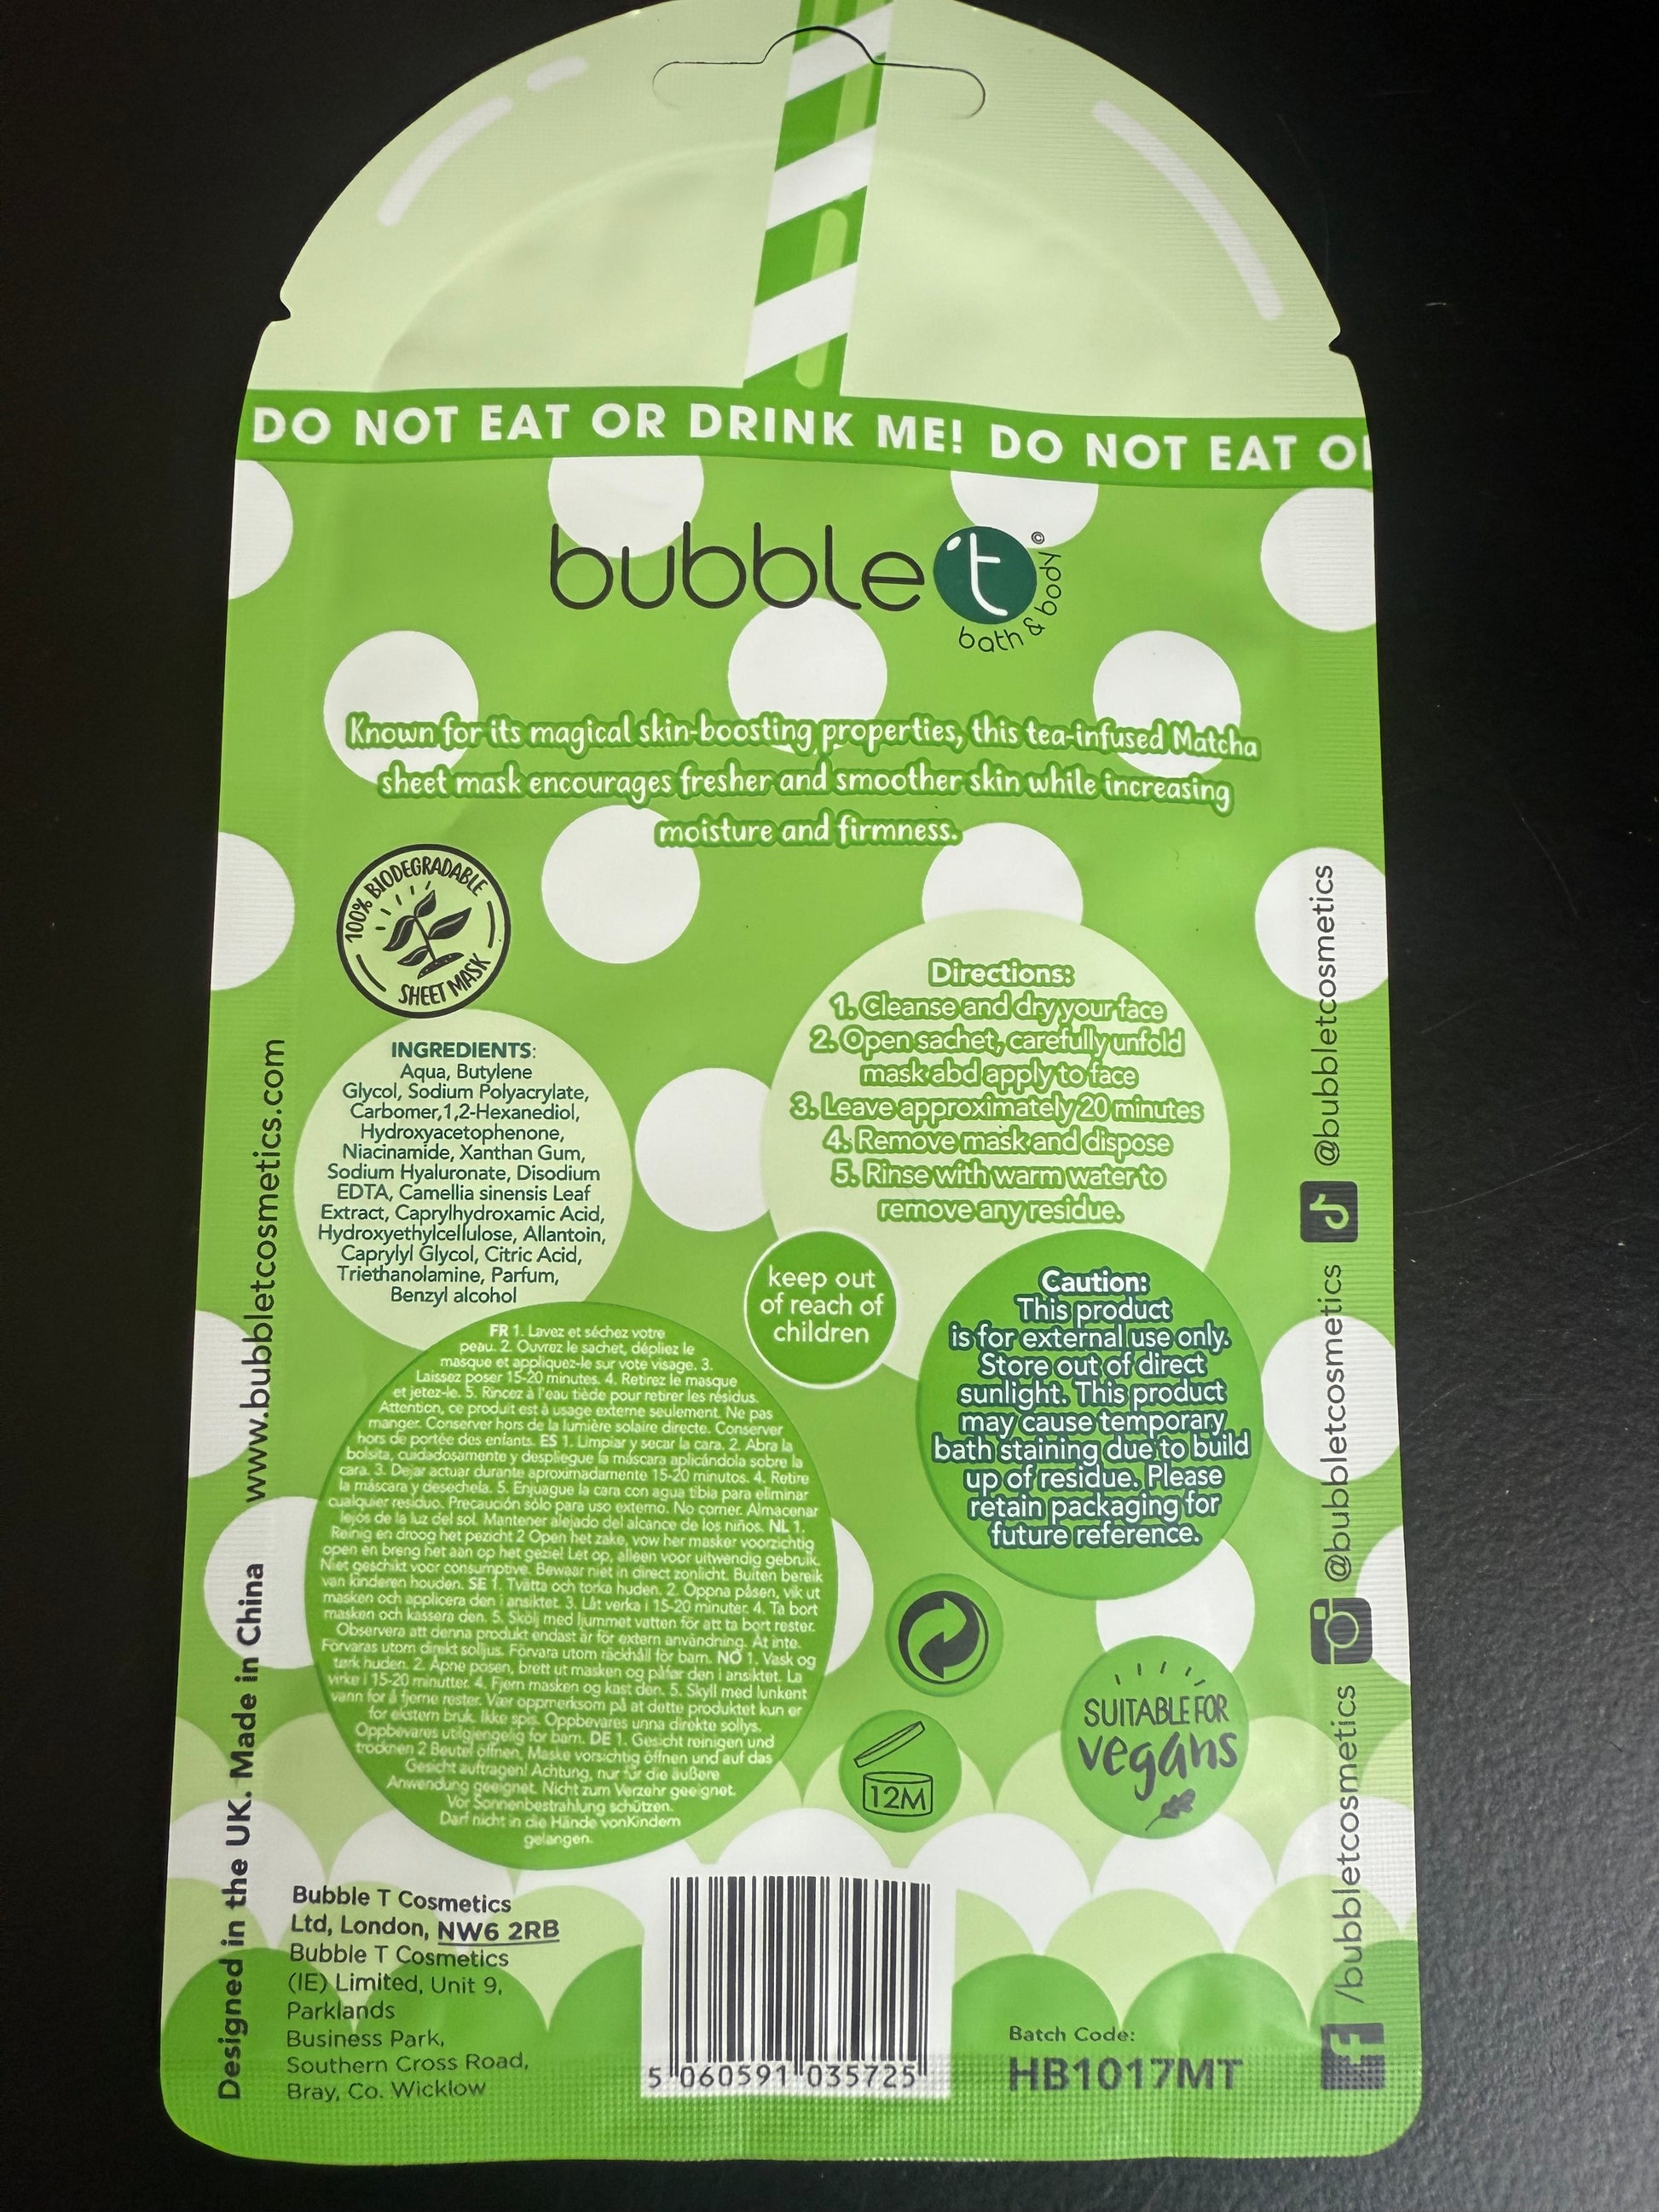 DO NOT EAT OR DRINK ME! DO NOT EAT O
bubble t ©
bath & body
Known for its magical skin-boosting properties, this tea-infused Matcha
sheet mask encourages fresher and smoother skin while increasing
moisture and firmness.
100% BIODEGRADABLE
SHEET MASK
INGREDIENTS:
Aqua, Butylene
Glycol, Sodium Polyacrylate,
Carbomer,1,2-Hexanediol,
Hydroxyacetophenone,
Niacinamide, Xanthan Gum,
Sodium Hyaluronate, Disodium
EDTA, Camellia sinensis Leaf
Extract, Caprylhydroxamic Acid,
Hydroxyethylcellulose, Allantoin,
Caprylyl Glycol, Citric Acid,
Triethanolamine, Parfum,
Benzyl alcohol
Directions:
1. Cleanse and dry your face
2. Open sachet, carefully unfold
mask abd apply to face
3. Leave approximately 20 minutes
4. Remove mask and dispose
5. Rinse with warm water to
remove any residue.
keep out
of reach of
children
Caution:
This product
is for external use only.
Store out of direct
sunlight. This product
may cause temporary
bath staining due to build
up of residue. Please
retain packaging for
future reference.
FR 1. Lavez et séchez votre
peau. 2. Ouvrez le sachet, dépliez le
masque et appliquez-le sur vote visage. 3.
Laissez poser 15-20 minutes. 4. Retirez le masque
et jetez-le. 5. Rincez à l'eau tiède pour retirer les résidus.
Attention, ce produit est à usage externe seulement. Ne pas
manger. Conserver hors de la lumière solaire directe. Conserver
hors de portée des enfants. ES 1. Limpiar y secar la cara. 2. Abra la
bolsita, cuidadosamente y despliegue la máscara aplicándola sobre la
cara. 3. Dejar actuar durante aproximadamente 15-20 minutos. 4. Retire
la máscara y desechela. 5. Enjuague la cara con agua tibia para eliminar
cualquier residuo. Precaución sólo para uso externo. No comer. Almacenar
lejos de la luz del sol. Mantener alejado del alcance de los niños. NL 1.
Reinig en droog het pezicht 2 Open het zake, vow her masker voorzichtig
open en breng het aan op het gezie! Let op, alleen voor uitwendig gebruik.
Niet geschikt voor consumptive. Bewaar niet in direct zonlicht. Buiten bereik
van kinderen houden. SE 1. Tvätta och torka huden. 2. Öppna påsen, vik ut
masken och applicera den i ansiktet. 3. Låt verka i 15-20 minuter. 4. Ta bort
masken och kassera den. 5. Skölj med ljummet vatten för att ta bort rester.
Observera att denna produkt endast är för extern användning. Ät inte.
Förvaras utom direkt solljus. Förvara utom räckhåll för barn. NO 1. Vask og
tørk huden. 2. Åpne posen, brett ut masken og påfør den i ansiktet. La
virke i 15-20 minutter. 4. Fjern masken og kast den. 5. Skyll med lunkent
vann for å fjerne rester. Vær oppmerksom på at dette produktet kun er
for ekstern bruk. Ikke spis. Oppbevares unna direkte sollys.
Oppbevares utilgjengelig for barn. DE 1. Gesicht reinigen und
trocknen 2 Beutel öffnen, Maske vorsichtig öffnen und auf das
Gesicht auftragen! Achtung, nur für die äußere
Anwendung geeignet. Nicht zum Verzehr geeignet.
Vor Sonnenbestrahlung schützen.
Darf nicht in die Hände vonKindern
gelangen.
12M
SUITABLE FOR
vegans
Designed in the UK. Made in China www.bubbletcosmetics.com
/bubbletcosmetics @bubbletcosmetics @bubbletcosmetics
Bubble T Cosmetics
Ltd, London, NW6 2RB
Bubble T Cosmetics
(IE) Limited, Unit 9,
Parklands
Business Park,
Southern Cross Road,
Bray, Co. Wicklow
5 060591 035725
Batch Code:
HB1017MT